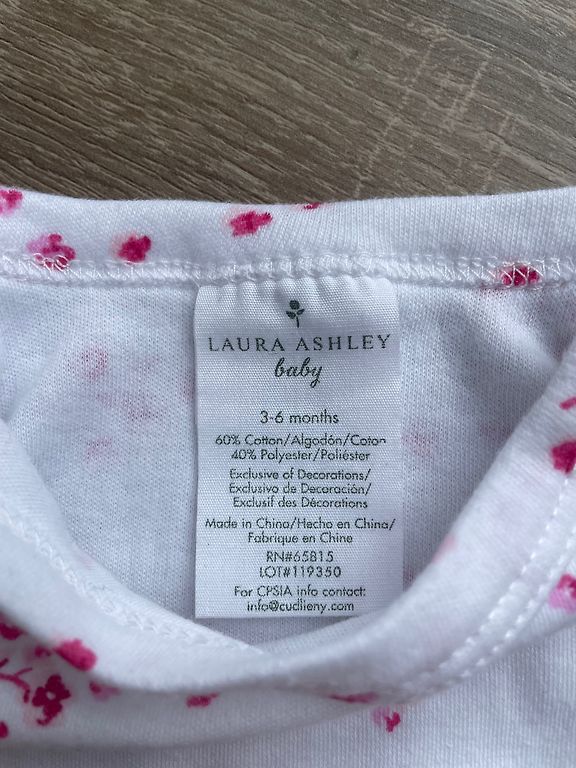 LAURA ASHLEY
baby
3-6 months
60% Cotton/Algodón/Coton
40% Polyester/Poliéster
Exclusive of Decorations/
Exclusivo de Decoración/
Exclusif des Décorations
Made in China/Hecho en China/
Fabrique en Chine
RN#65815
LOT#119350
For CPSIA info contact:
info@cudlieny.com